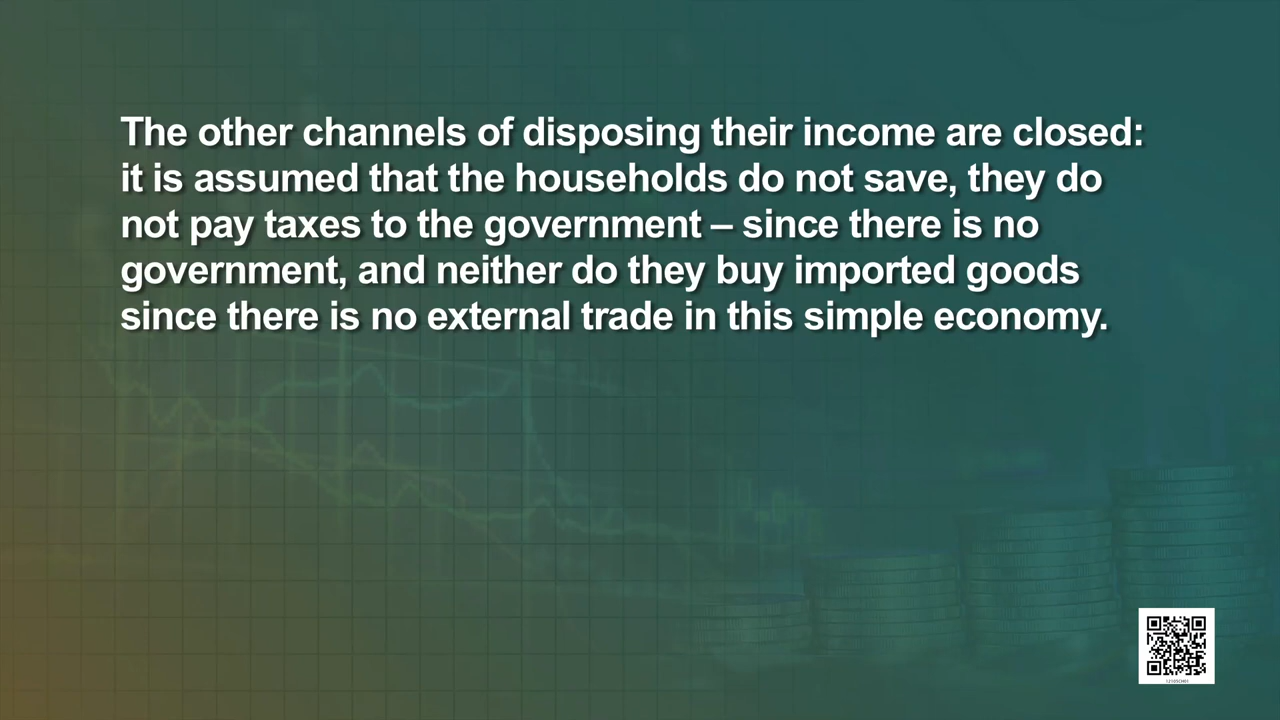 The other channels of disposing their income are closed:
it is assumed that the households do not save, they do
not pay taxes to the government – since there is no
government, and neither do they buy imported goods
since there is no external trade in this simple economy.